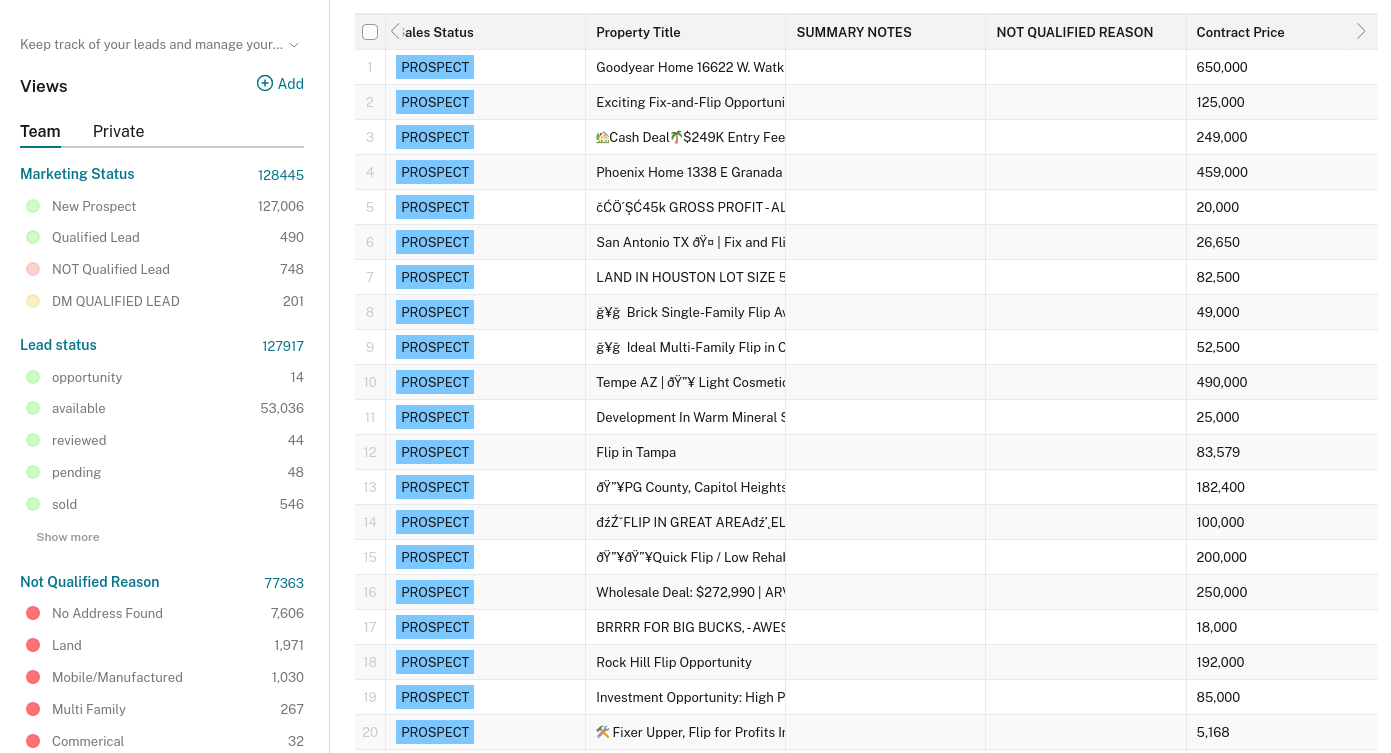 Keep track of your leads and manage your...
Views
Add
Team Private
Marketing Status 128445
New Prospect 127,006
Qualified Lead 490
NOT Qualified Lead 748
DM QUALIFIED LEAD 201
Lead status 127917
opportunity 14
available 53,036
reviewed 44
pending 48
sold 546
Show more
Not Qualified Reason 77363
No Address Found 7,606
Land 1,971
Mobile/Manufactured 1,030
Multi Family 267
Commerical 32
ales Status Property Title SUMMARY NOTES NOT QUALIFIED REASON Contract Price
1 PROSPECT Goodyear Home 16622 W. Watk 650,000
2 PROSPECT Exciting Fix-and-Flip Opportuni 125,000
3 PROSPECT 🏡Cash Deal🌴$249K Entry Fee 249,000
4 PROSPECT Phoenix Home 1338 E Granada 459,000
5 PROSPECT čĆÖ´ŞĆ45k GROSS PROFIT - AL 20,000
6 PROSPECT San Antonio TX ðŸ¤ | Fix and Fli 26,650
7 PROSPECT LAND IN HOUSTON LOT SIZE 5 82,500
8 PROSPECT ğ¥ğ Brick Single-Family Flip Av 49,000
9 PROSPECT ğ¥ğ Ideal Multi-Family Flip in C 52,500
10 PROSPECT Tempe AZ | ðŸ”¥ Light Cosmetic 490,000
11 PROSPECT Development In Warm Mineral S 25,000
12 PROSPECT Flip in Tampa 83,579
13 PROSPECT ðŸ”¥PG County, Capitol Heights 182,400
14 PROSPECT đźŹˇFLIP IN GREAT AREAđź’¸EL 100,000
15 PROSPECT ðŸ”¥ðŸ”¥Quick Flip / Low Rehab 200,000
16 PROSPECT Wholesale Deal: $272,990 | ARV 250,000
17 PROSPECT BRRRR FOR BIG BUCKS, - AWES 18,000
18 PROSPECT Rock Hill Flip Opportunity 192,000
19 PROSPECT Investment Opportunity: High P 85,000
20 PROSPECT 🛠️ Fixer Upper, Flip for Profits In 5,168